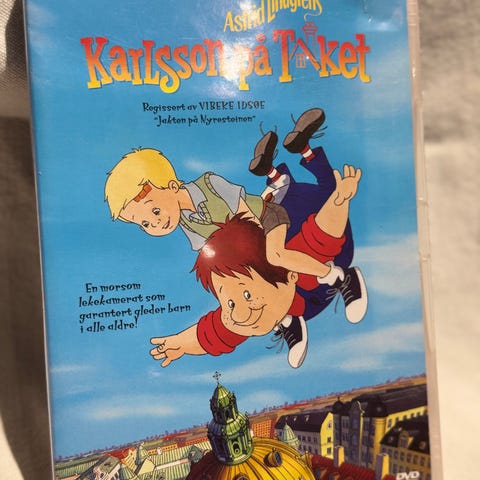 Astrid Lindgrens
Karlsson på Taket
Regissert av VIBEKE IDSØE
"Jakten på Nyresteinen"
En morsom
lekekamerat som
garantert gleder barn
i alle aldre!
DVD